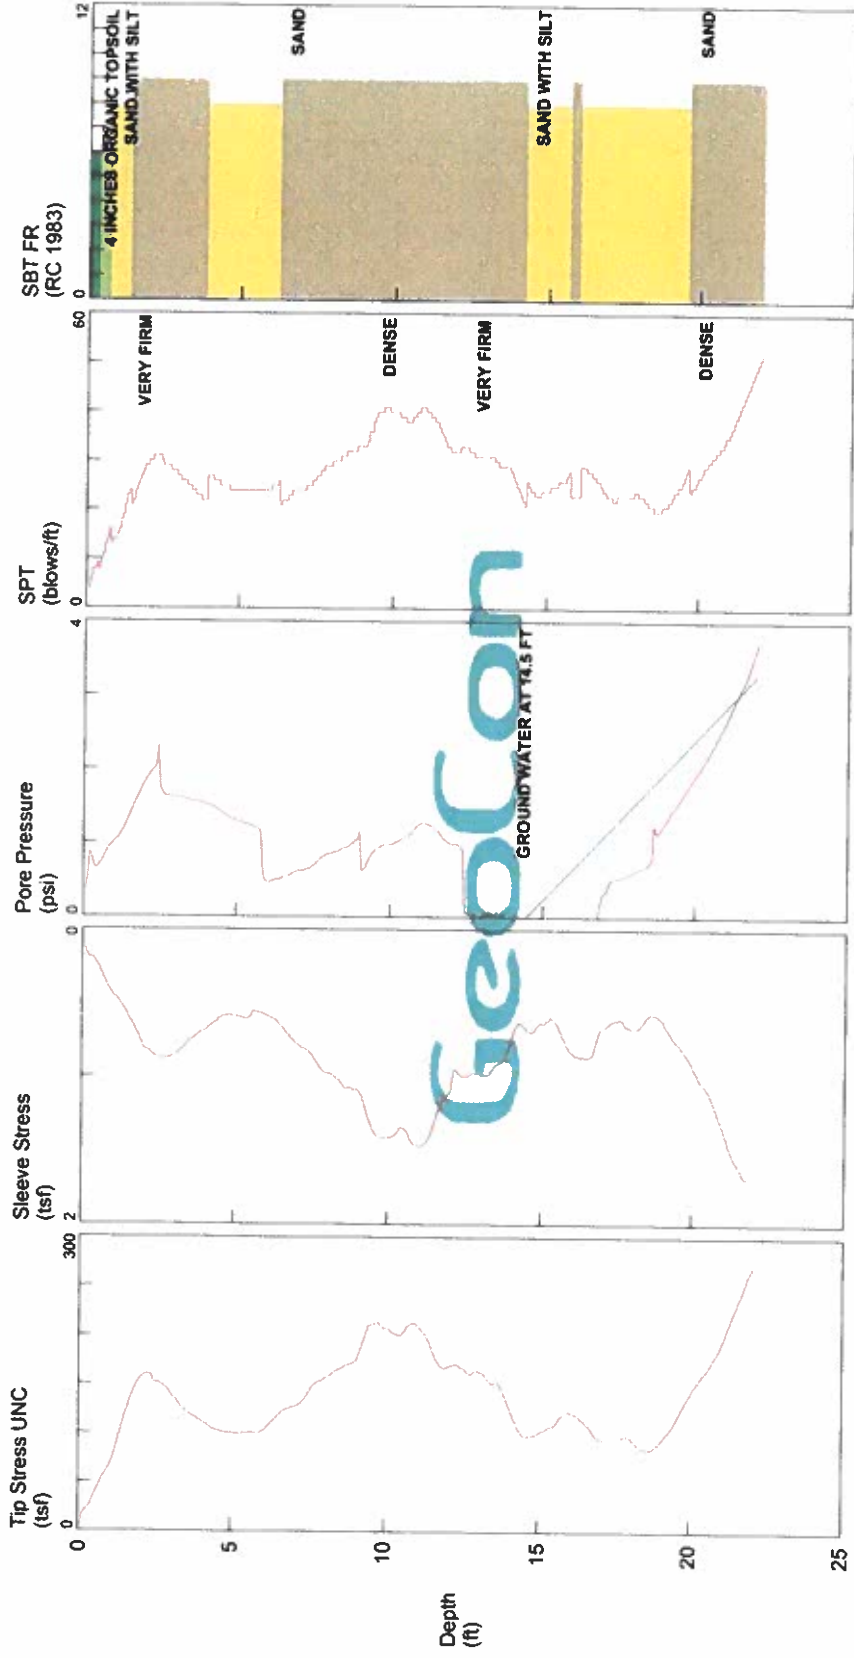 Tip Stress UNC
(tsf)
0
300
Sleeve Stress
(tsf)
2
0
Pore Pressure
(psi)
0
4
SPT
(blows/ft)
0
60
SBT FR
(RC 1983)
0
12
Depth
(ft)
0
5
10
15
20
25
4 INCHES ORGANIC TOPSOIL
SAND WITH SILT
SAND
SAND WITH SILT
SAND
VERY FIRM
DENSE
VERY FIRM
DENSE
GROUND WATER AT 14.5 FT
GeoCon